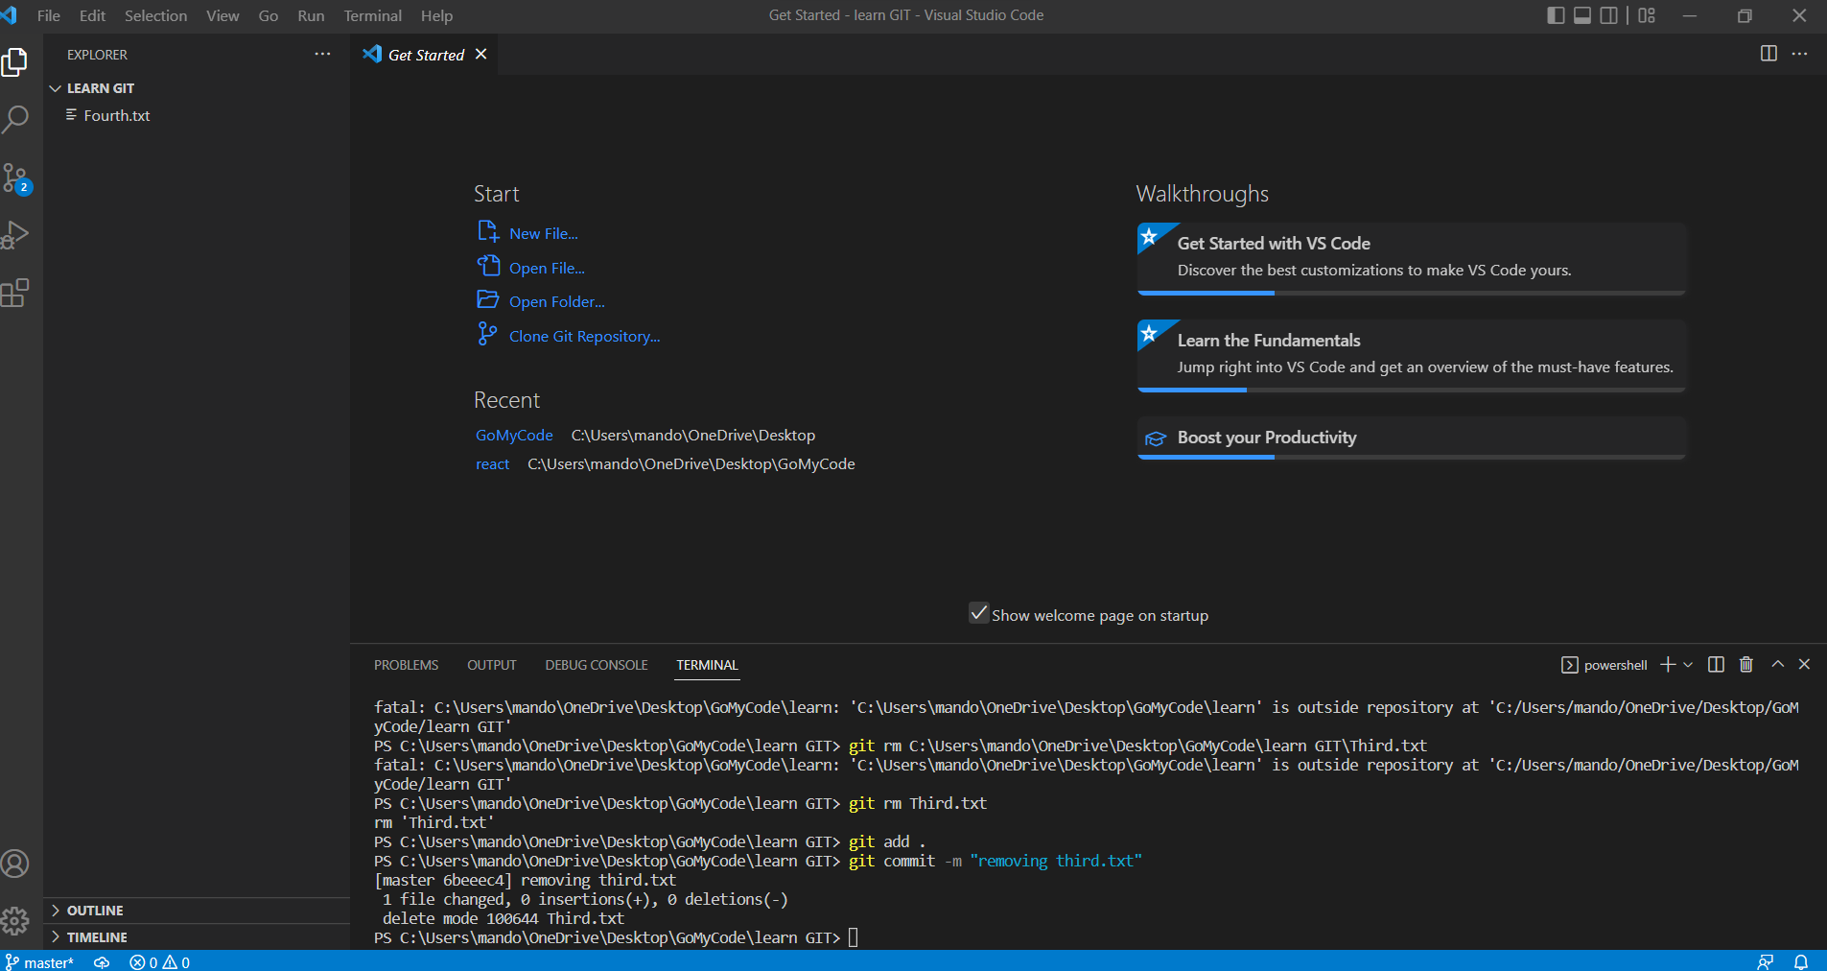 File Edit Selection View Go Run Terminal Help
Get Started - learn GIT - Visual Studio Code
EXPLORER
LEARN GIT
Fourth.txt
2
OUTLINE
TIMELINE
Get Started
Start
New File...
Open File...
Open Folder...
Clone Git Repository...
Recent
GoMyCode C:\Users\mando\OneDrive\Desktop
react C:\Users\mando\OneDrive\Desktop\GoMyCode
Walkthroughs
Get Started with VS Code
Discover the best customizations to make VS Code yours.
Learn the Fundamentals
Jump right into VS Code and get an overview of the must-have features.
Boost your Productivity
Show welcome page on startup
PROBLEMS OUTPUT DEBUG CONSOLE TERMINAL
powershell
fatal: C:\Users\mando\OneDrive\Desktop\GoMyCode\learn: 'C:\Users\mando\OneDrive\Desktop\GoMyCode\learn' is outside repository at 'C:/Users/mando/OneDrive/Desktop/GoM
yCode/learn GIT'
PS C:\Users\mando\OneDrive\Desktop\GoMyCode\learn GIT> git rm C:\Users\mando\OneDrive\Desktop\GoMyCode\learn GIT\Third.txt
fatal: C:\Users\mando\OneDrive\Desktop\GoMyCode\learn: 'C:\Users\mando\OneDrive\Desktop\GoMyCode\learn' is outside repository at 'C:/Users/mando/OneDrive/Desktop/GoM
yCode/learn GIT'
PS C:\Users\mando\OneDrive\Desktop\GoMyCode\learn GIT> git rm Third.txt
rm 'Third.txt'
PS C:\Users\mando\OneDrive\Desktop\GoMyCode\learn GIT> git add .
PS C:\Users\mando\OneDrive\Desktop\GoMyCode\learn GIT> git commit -m "removing third.txt"
[master 6beeec4] removing third.txt
1 file changed, 0 insertions(+), 0 deletions(-)
delete mode 100644 Third.txt
PS C:\Users\mando\OneDrive\Desktop\GoMyCode\learn GIT>
master* 0 0